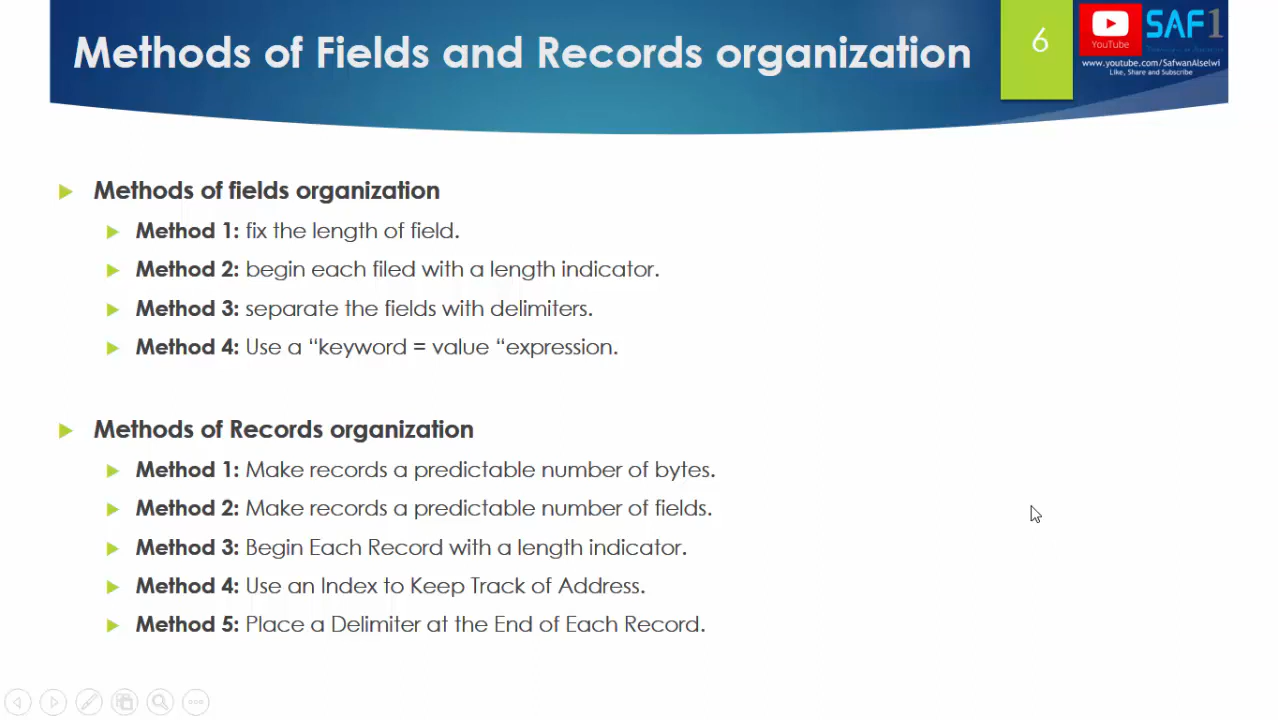 Methods of Fields and Records organization
6
YouTube
SAF1
www.youtube.com/SafwanAlselwi
Like, Share and Subscribe
Methods of fields organization
Method 1: fix the length of field.
Method 2: begin each filed with a length indicator.
Method 3: separate the fields with delimiters.
Method 4: Use a “keyword = value “expression.
Methods of Records organization
Method 1: Make records a predictable number of bytes.
Method 2: Make records a predictable number of fields.
Method 3: Begin Each Record with a length indicator.
Method 4: Use an Index to Keep Track of Address.
Method 5: Place a Delimiter at the End of Each Record.